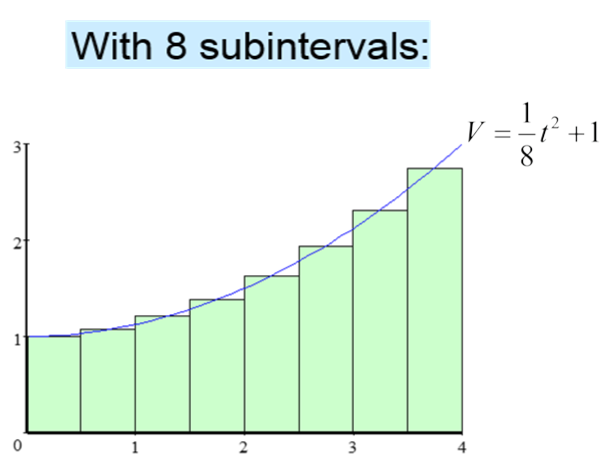 With 8 subintervals:
V = 1/8 t² + 1
3
2
1
0 1 2 3 4